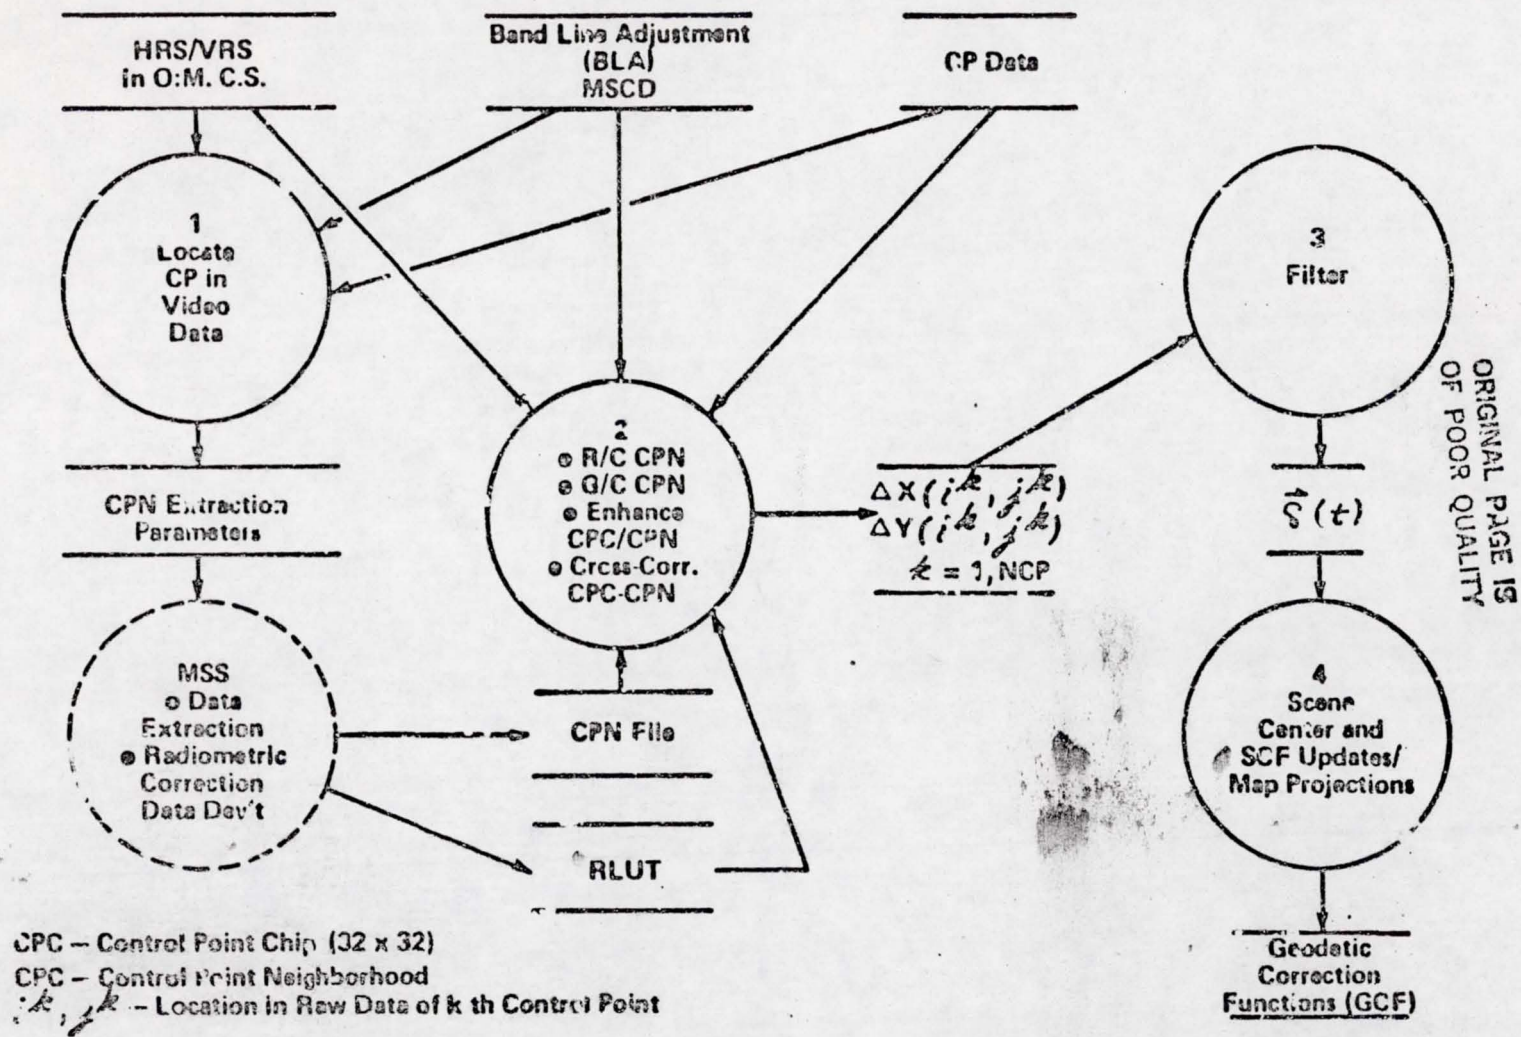 HRS/VRS
in O.M. C.S.
Band Line Adjustment
(BLA)
MSCD
CP Data
1
Locate
CP in
Video
Data
3
Filter
2
• R/C CPN
• G/C CPN
• Enhance
CPC/CPN
• Cross-Corr.
CPC-CPN
CPN Extraction
Parameters
ΔX(i^k, j^k)
ΔY(i^k, j^k)
k = 1, NCP
ORIGINAL PAGE IS
OF POOR QUALITY
MSS
• Data
Extraction
• Radiometric
Correction
Data Dev't
CPN File
RLUT
4
Scene
Center and
SCF Updates/
Map Projections
Geodetic
Correction
Functions (GCF)
CPC – Control Point Chip (32 x 32)
CPC – Control Point Neighborhood
i^k, j^k – Location in Raw Data of k th Control Point